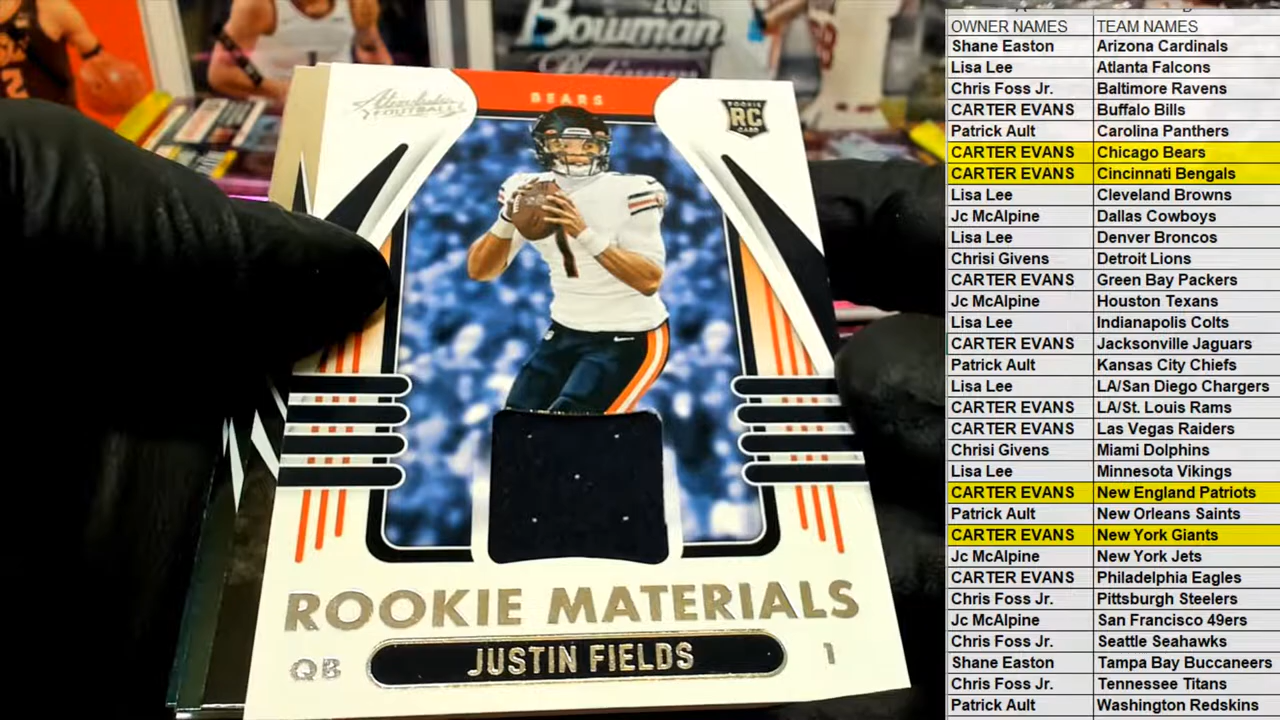 2021
Bowman
Platinum
Absolute
FOOTBALL
BEARS
ROOKIE
RC
CARD
1
ROOKIE MATERIALS
QB
JUSTIN FIELDS
1
OWNER NAMES TEAM NAMES
Shane Easton Arizona Cardinals
Lisa Lee Atlanta Falcons
Chris Foss Jr. Baltimore Ravens
CARTER EVANS Buffalo Bills
Patrick Ault Carolina Panthers
CARTER EVANS Chicago Bears
CARTER EVANS Cincinnati Bengals
Lisa Lee Cleveland Browns
Jc McAlpine Dallas Cowboys
Lisa Lee Denver Broncos
Chrisi Givens Detroit Lions
CARTER EVANS Green Bay Packers
Jc McAlpine Houston Texans
Lisa Lee Indianapolis Colts
CARTER EVANS Jacksonville Jaguars
Patrick Ault Kansas City Chiefs
Lisa Lee LA/San Diego Chargers
CARTER EVANS LA/St. Louis Rams
CARTER EVANS Las Vegas Raiders
Chrisi Givens Miami Dolphins
Lisa Lee Minnesota Vikings
CARTER EVANS New England Patriots
Patrick Ault New Orleans Saints
CARTER EVANS New York Giants
Jc McAlpine New York Jets
CARTER EVANS Philadelphia Eagles
Chris Foss Jr. Pittsburgh Steelers
Jc McAlpine San Francisco 49ers
Chris Foss Jr. Seattle Seahawks
Shane Easton Tampa Bay Buccaneers
Chris Foss Jr. Tennessee Titans
Patrick Ault Washington Redskins